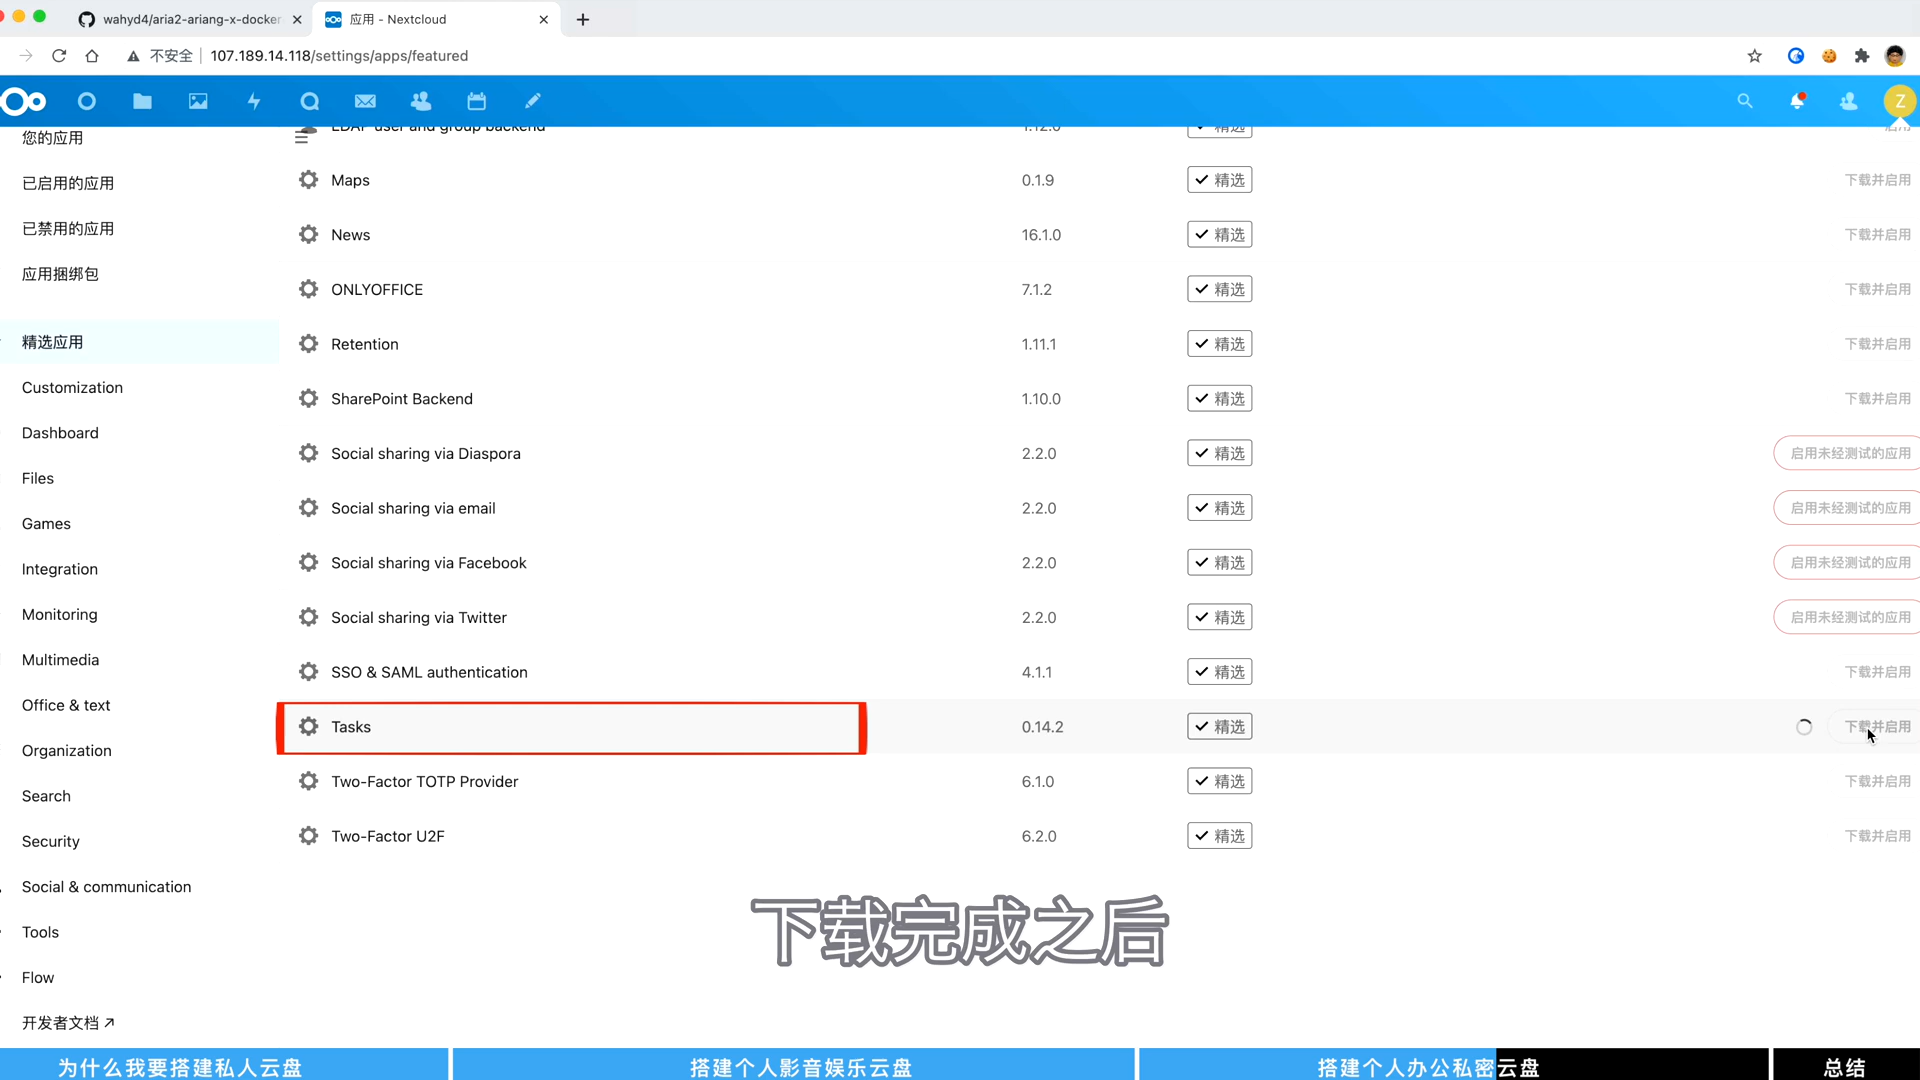 wahyd4/aria2-ariang-x-docker
应用 - Nextcloud
不安全
107.189.14.118/settings/apps/featured
Z
您的应用
已启用的应用
已禁用的应用
应用捆绑包
精选应用
Customization
Dashboard
Files
Games
Integration
Monitoring
Multimedia
Office & text
Organization
Search
Security
Social & communication
Tools
Flow
开发者文档 ↗
LDAP user and group backend 1.12.0 精选 启用
Maps 0.1.9 精选 下载并启用
News 16.1.0 精选 下载并启用
ONLYOFFICE 7.1.2 精选 下载并启用
Retention 1.11.1 精选 下载并启用
SharePoint Backend 1.10.0 精选 下载并启用
Social sharing via Diaspora 2.2.0 精选 启用未经测试的应用
Social sharing via email 2.2.0 精选 启用未经测试的应用
Social sharing via Facebook 2.2.0 精选 启用未经测试的应用
Social sharing via Twitter 2.2.0 精选 启用未经测试的应用
SSO & SAML authentication 4.1.1 精选 下载并启用
Tasks 0.14.2 精选 下载并启用
Two-Factor TOTP Provider 6.1.0 精选 下载并启用
Two-Factor U2F 6.2.0 精选 下载并启用
下载完成之后
为什么我要搭建私人云盘
搭建个人影音娱乐云盘
搭建个人办公私密云盘
总结